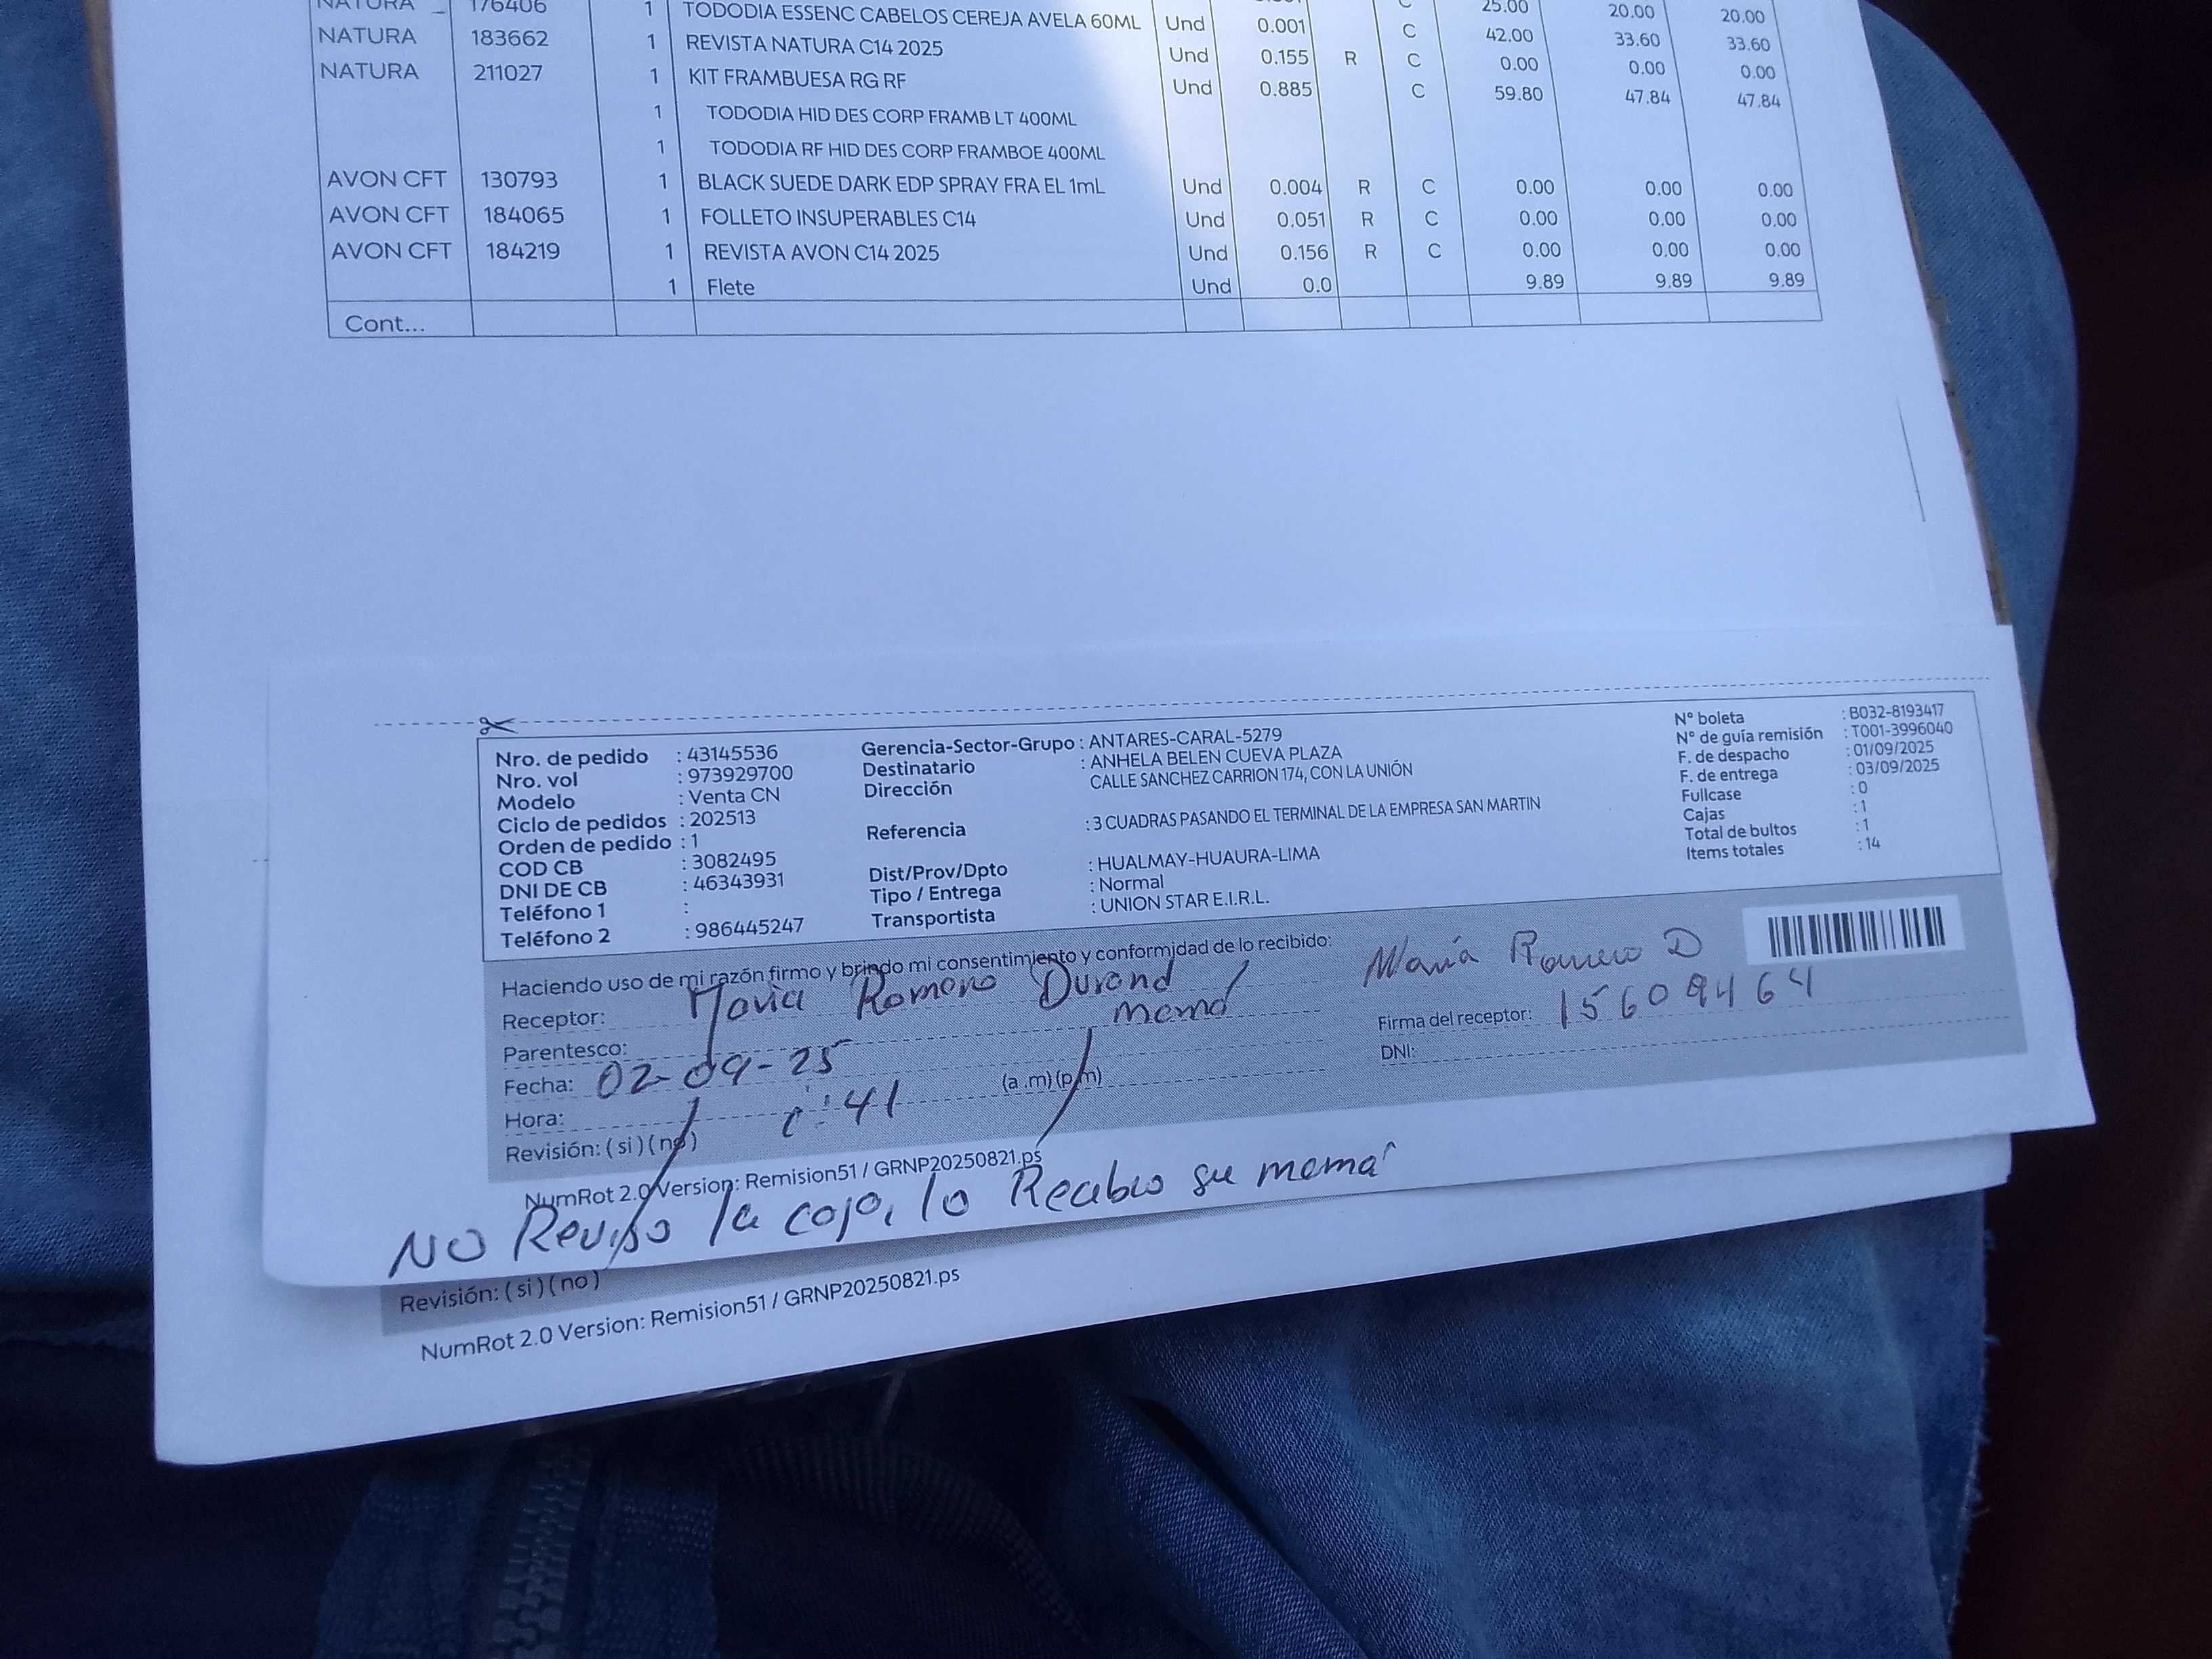 NATURA 176406 1 TODODIA ESSENC CABELOS CEREJA AVELA 60ML Und 0.001 C 25.00 20.00 20.00
NATURA 183662 1 REVISTA NATURA C14 2025 Und 0.155 R C 42.00 33.60 33.60
NATURA 211027 1 KIT FRAMBUESA RG RF Und 0.885 C 0.00 0.00 0.00
59.80 47.84 47.84
1 TODODIA HID DES CORP FRAMB LT 400ML
1 TODODIA RF HID DES CORP FRAMBOE 400ML
AVON CFT 130793 1 BLACK SUEDE DARK EDP SPRAY FRA EL 1mL Und 0.004 R C 0.00 0.00 0.00
AVON CFT 184065 1 FOLLETO INSUPERABLES C14 Und 0.051 R C 0.00 0.00 0.00
AVON CFT 184219 1 REVISTA AVON C14 2025 Und 0.156 R C 0.00 0.00 0.00
1 Flete Und 0.0 9.89 9.89 9.89
Cont...
Nro. de pedido : 43145536
Nro. vol : 973929700
Modelo : Venta CN
Ciclo de pedidos : 202513
Orden de pedido : 1
COD CB : 3082495
DNI DE CB : 46343931
Teléfono 1 :
Teléfono 2 : 986445247
Gerencia-Sector-Grupo : ANTARES-CARAL-5279
Destinatario : ANHELA BELEN CUEVA PLAZA
Dirección CALLE SANCHEZ CARRION 174, CON LA UNIÓN
Referencia : 3 CUADRAS PASANDO EL TERMINAL DE LA EMPRESA SAN MARTIN
Dist/Prov/Dpto : HUALMAY-HUAURA-LIMA
Tipo / Entrega : Normal
Transportista : UNION STAR E.I.R.L.
N° boleta : B032-8193417
N° de guía remisión : T001-3996040
F. de despacho : 01/09/2025
F. de entrega : 03/09/2025
Fullcase : 0
Cajas : 1
Total de bultos : 1
Items totales : 14
Haciendo uso de mi razón firmo y brindo mi consentimiento y conformidad de lo recibido:
Receptor: Maria Romero Durand / mamá
Parentesco:
Fecha: 02-09-25
Hora: 1:41 (a.m)(p.m)
Revisión: ( si ) ( no )
María Romero D
Firma del receptor: 15609464
DNI:
NumRot 2.0 Version: Remision51 / GRNP20250821.ps
NO Reviso la caja, lo Recibio su mamá
Revisión: ( si ) ( no )
NumRot 2.0 Version: Remision51 / GRNP20250821.ps